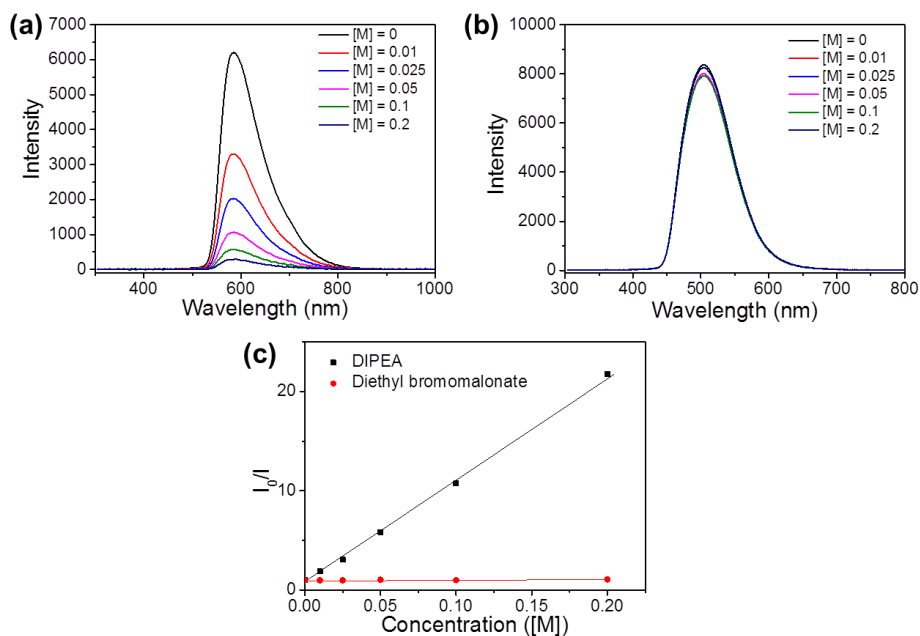 (a)
7000
6000
5000
4000
3000
2000
1000
0
Intensity
[M] = 0
[M] = 0.01
[M] = 0.025
[M] = 0.05
[M] = 0.1
[M] = 0.2
400 600 800 1000
Wavelength (nm)
(b)
10000
8000
6000
4000
2000
0
Intensity
[M] = 0
[M] = 0.01
[M] = 0.025
[M] = 0.05
[M] = 0.1
[M] = 0.2
300 400 500 600 700 800
Wavelength (nm)
(c)
20
10
0
I₀/I
DIPEA
Diethyl bromomalonate
0.00 0.05 0.10 0.15 0.20
Concentration ([M])